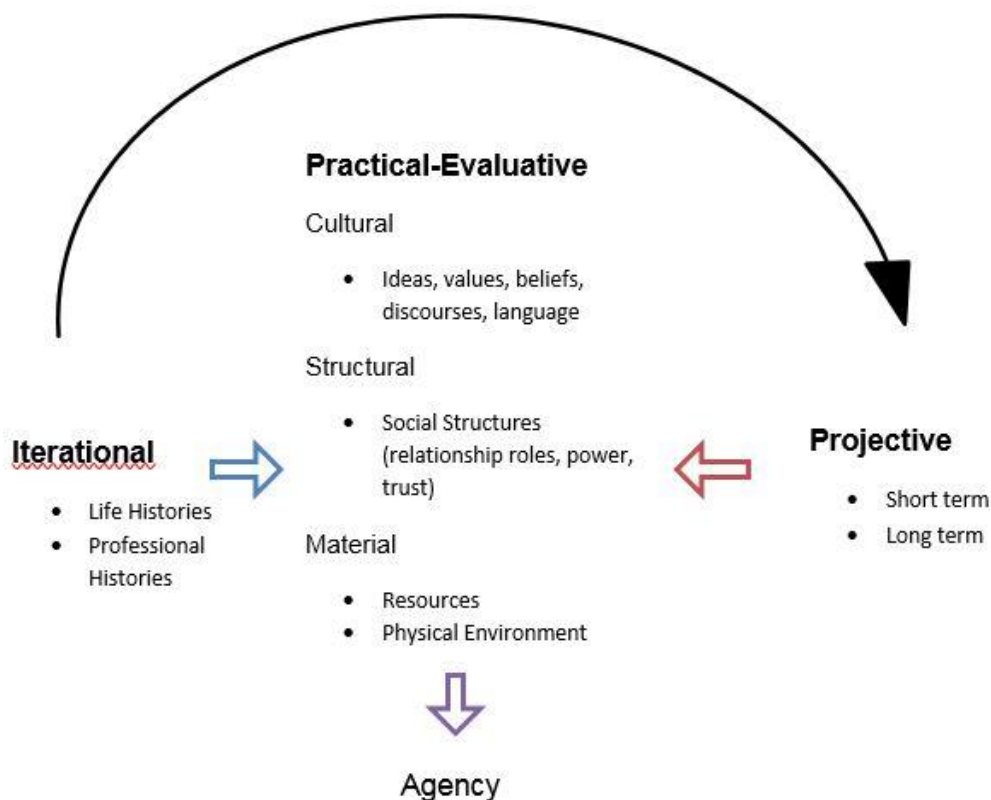 Practical-Evaluative
Cultural
• Ideas, values, beliefs,
discourses, language
Structural
• Social Structures
(relationship roles, power,
trust)
Material
• Resources
• Physical Environment
Iterational
• Life Histories
• Professional
Histories
Projective
• Short term
• Long term
Agency